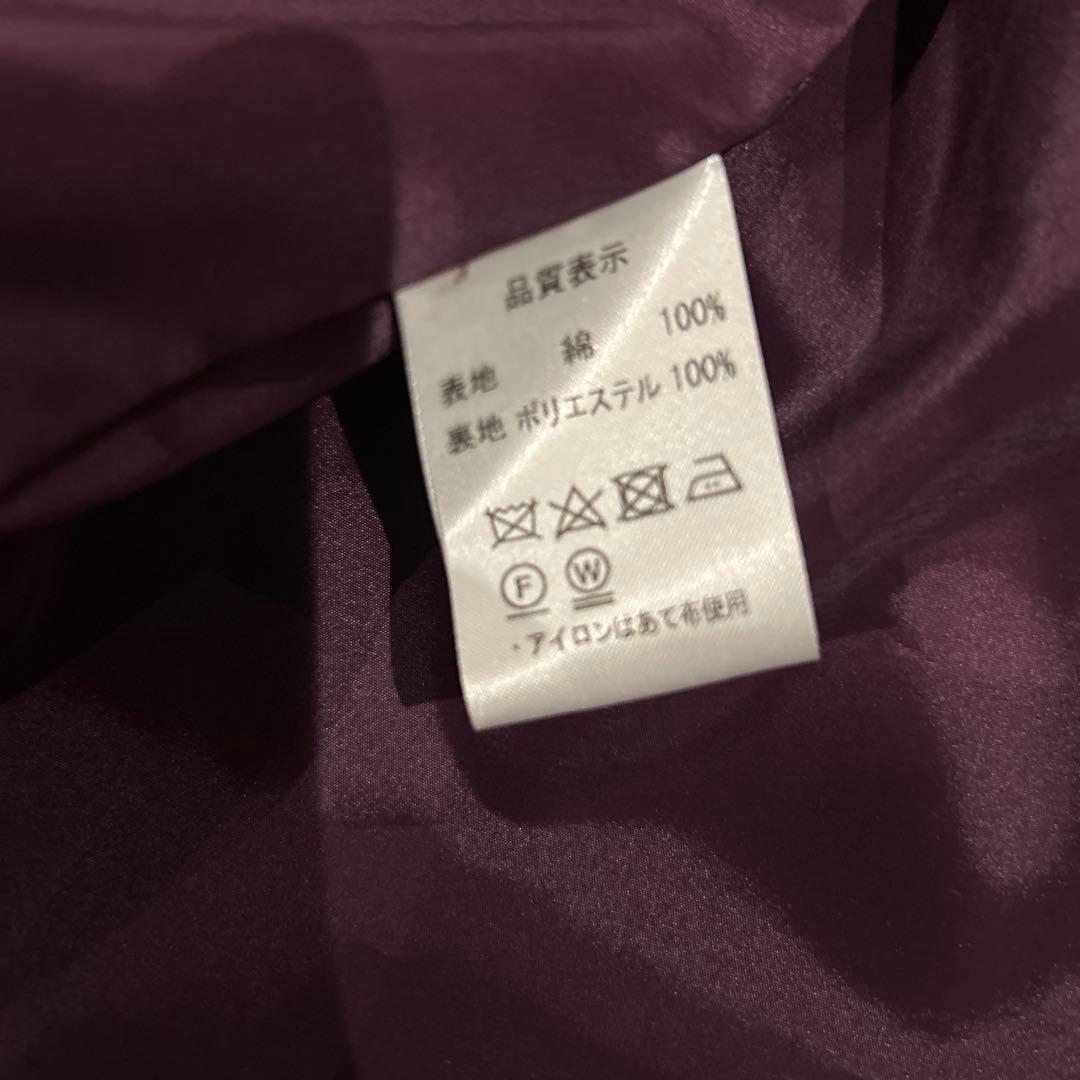 品質表示
表地 綿 100%
裏地 ポリエステル 100%
F W
・アイロンはあて布使用